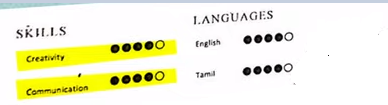 SKILLS
Creativity
Communication
LANGUAGES
English
Tamil